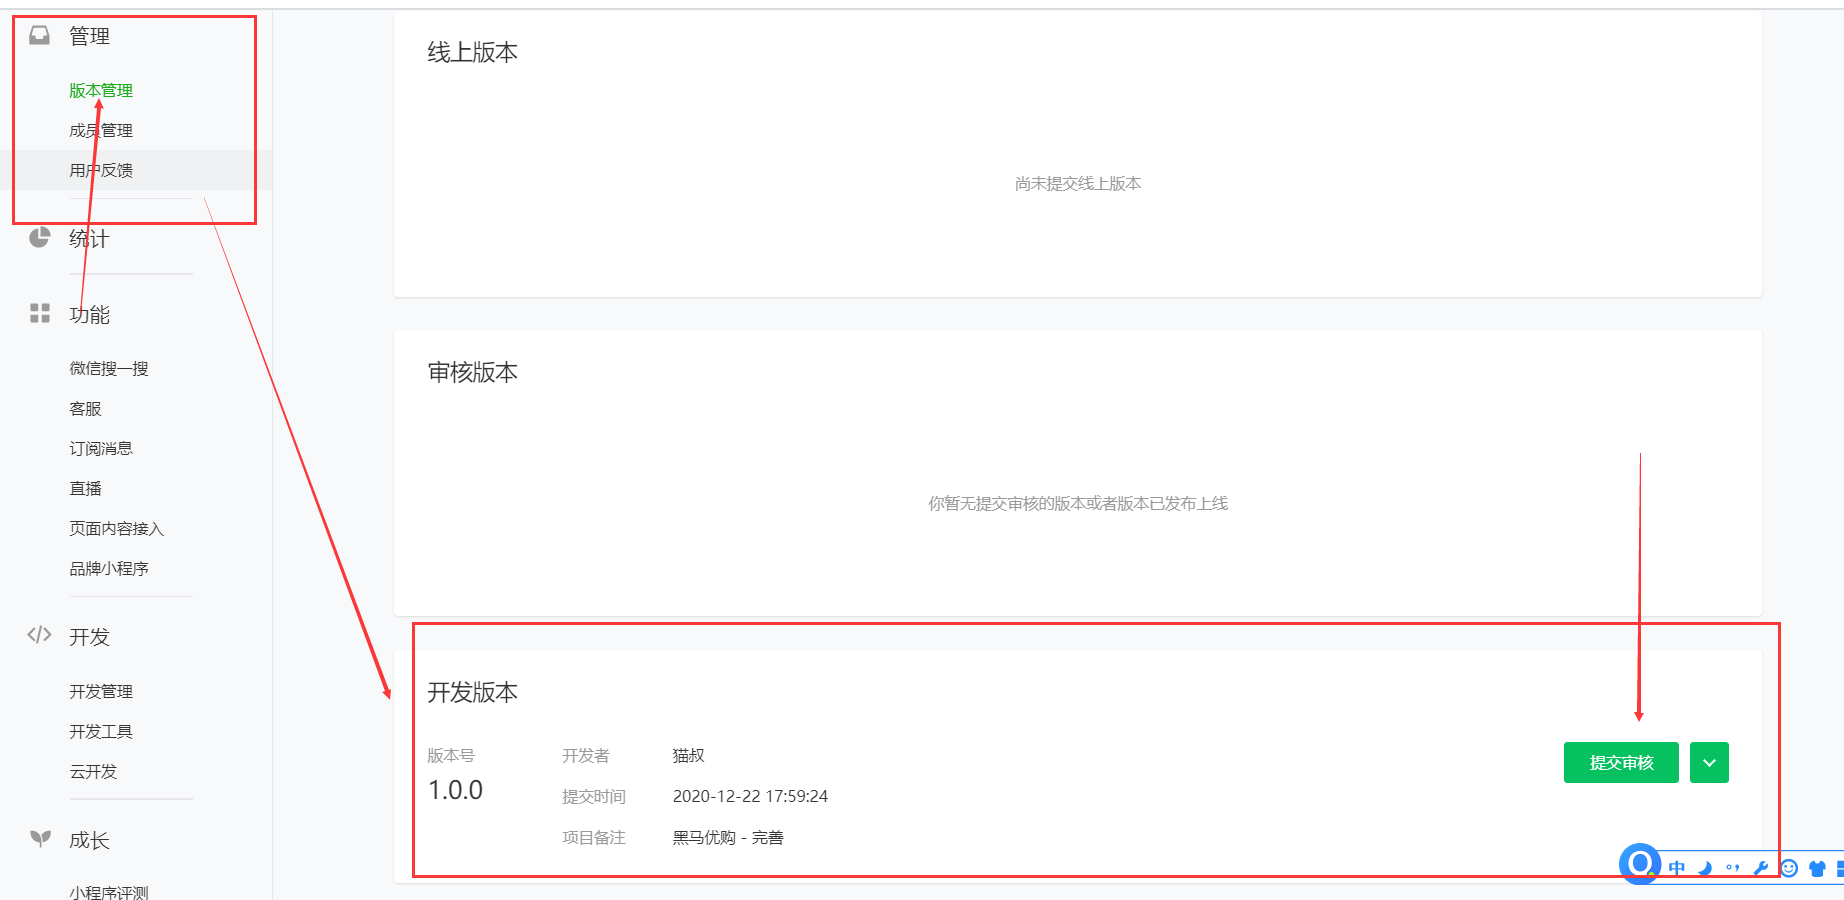 管理
版本管理
成员管理
用户反馈
统计
功能
微信搜一搜
客服
订阅消息
直播
页面内容接入
品牌小程序
开发
开发管理
开发工具
云开发
成长
小程序评测
线上版本
尚未提交线上版本
审核版本
你暂无提交审核的版本或者版本已发布上线
开发版本
版本号
1.0.0
开发者 猫叔
提交时间 2020-12-22 17:59:24
项目备注 黑马优购 - 完善
提交审核
中